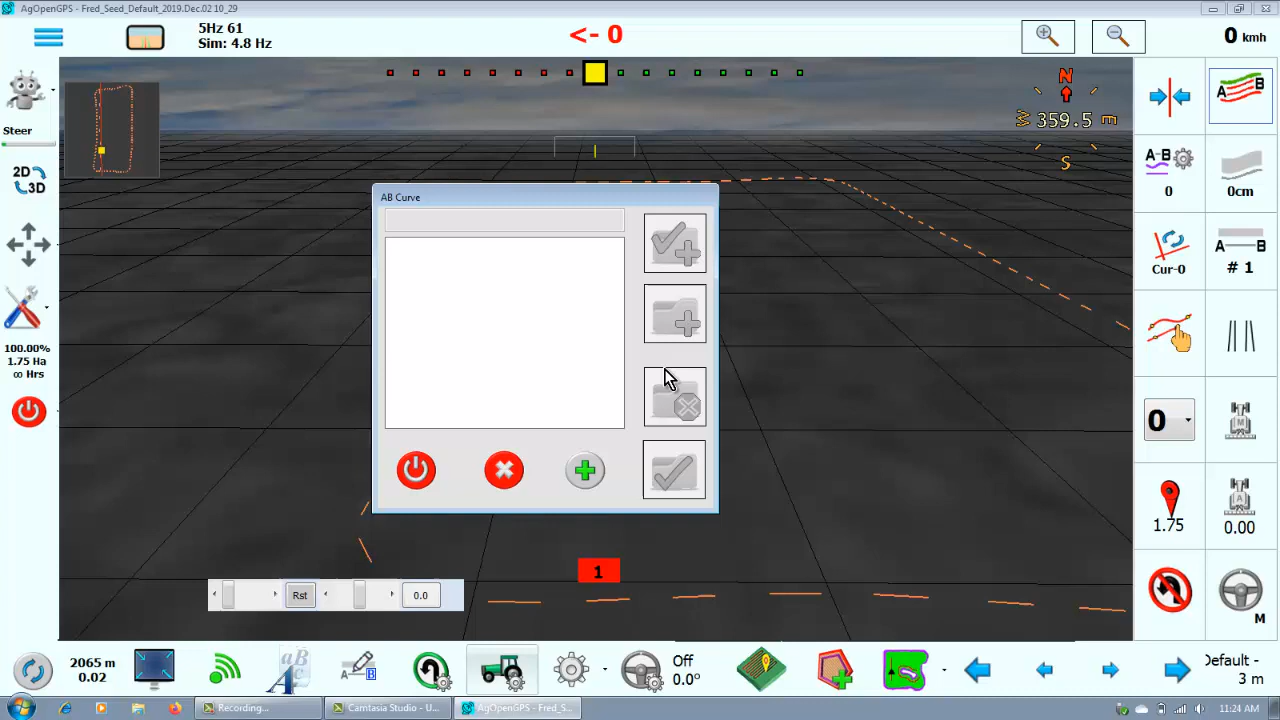 AgOpenGPS - Fred_Seed_Default_2019.Dec.02 10_29
5Hz 61
Sim: 4.8 Hz
<- 0
0 kmh
N
359.5 m
S
Steer
2D
3D
100.00%
1.75 Ha
∞ Hrs
AB Curve
A B
A-B
0
0cm
Cur-0
A B
# 1
0
M
1.75
A
0.00
M
1
Rst
0.0
2065 m
0.02
aB
bC
A
A B
Off
0.0°
Default -
3 m
Recording...
Camtasia Studio - U...
AgOpenGPS - Fred_S...
11:24 AM